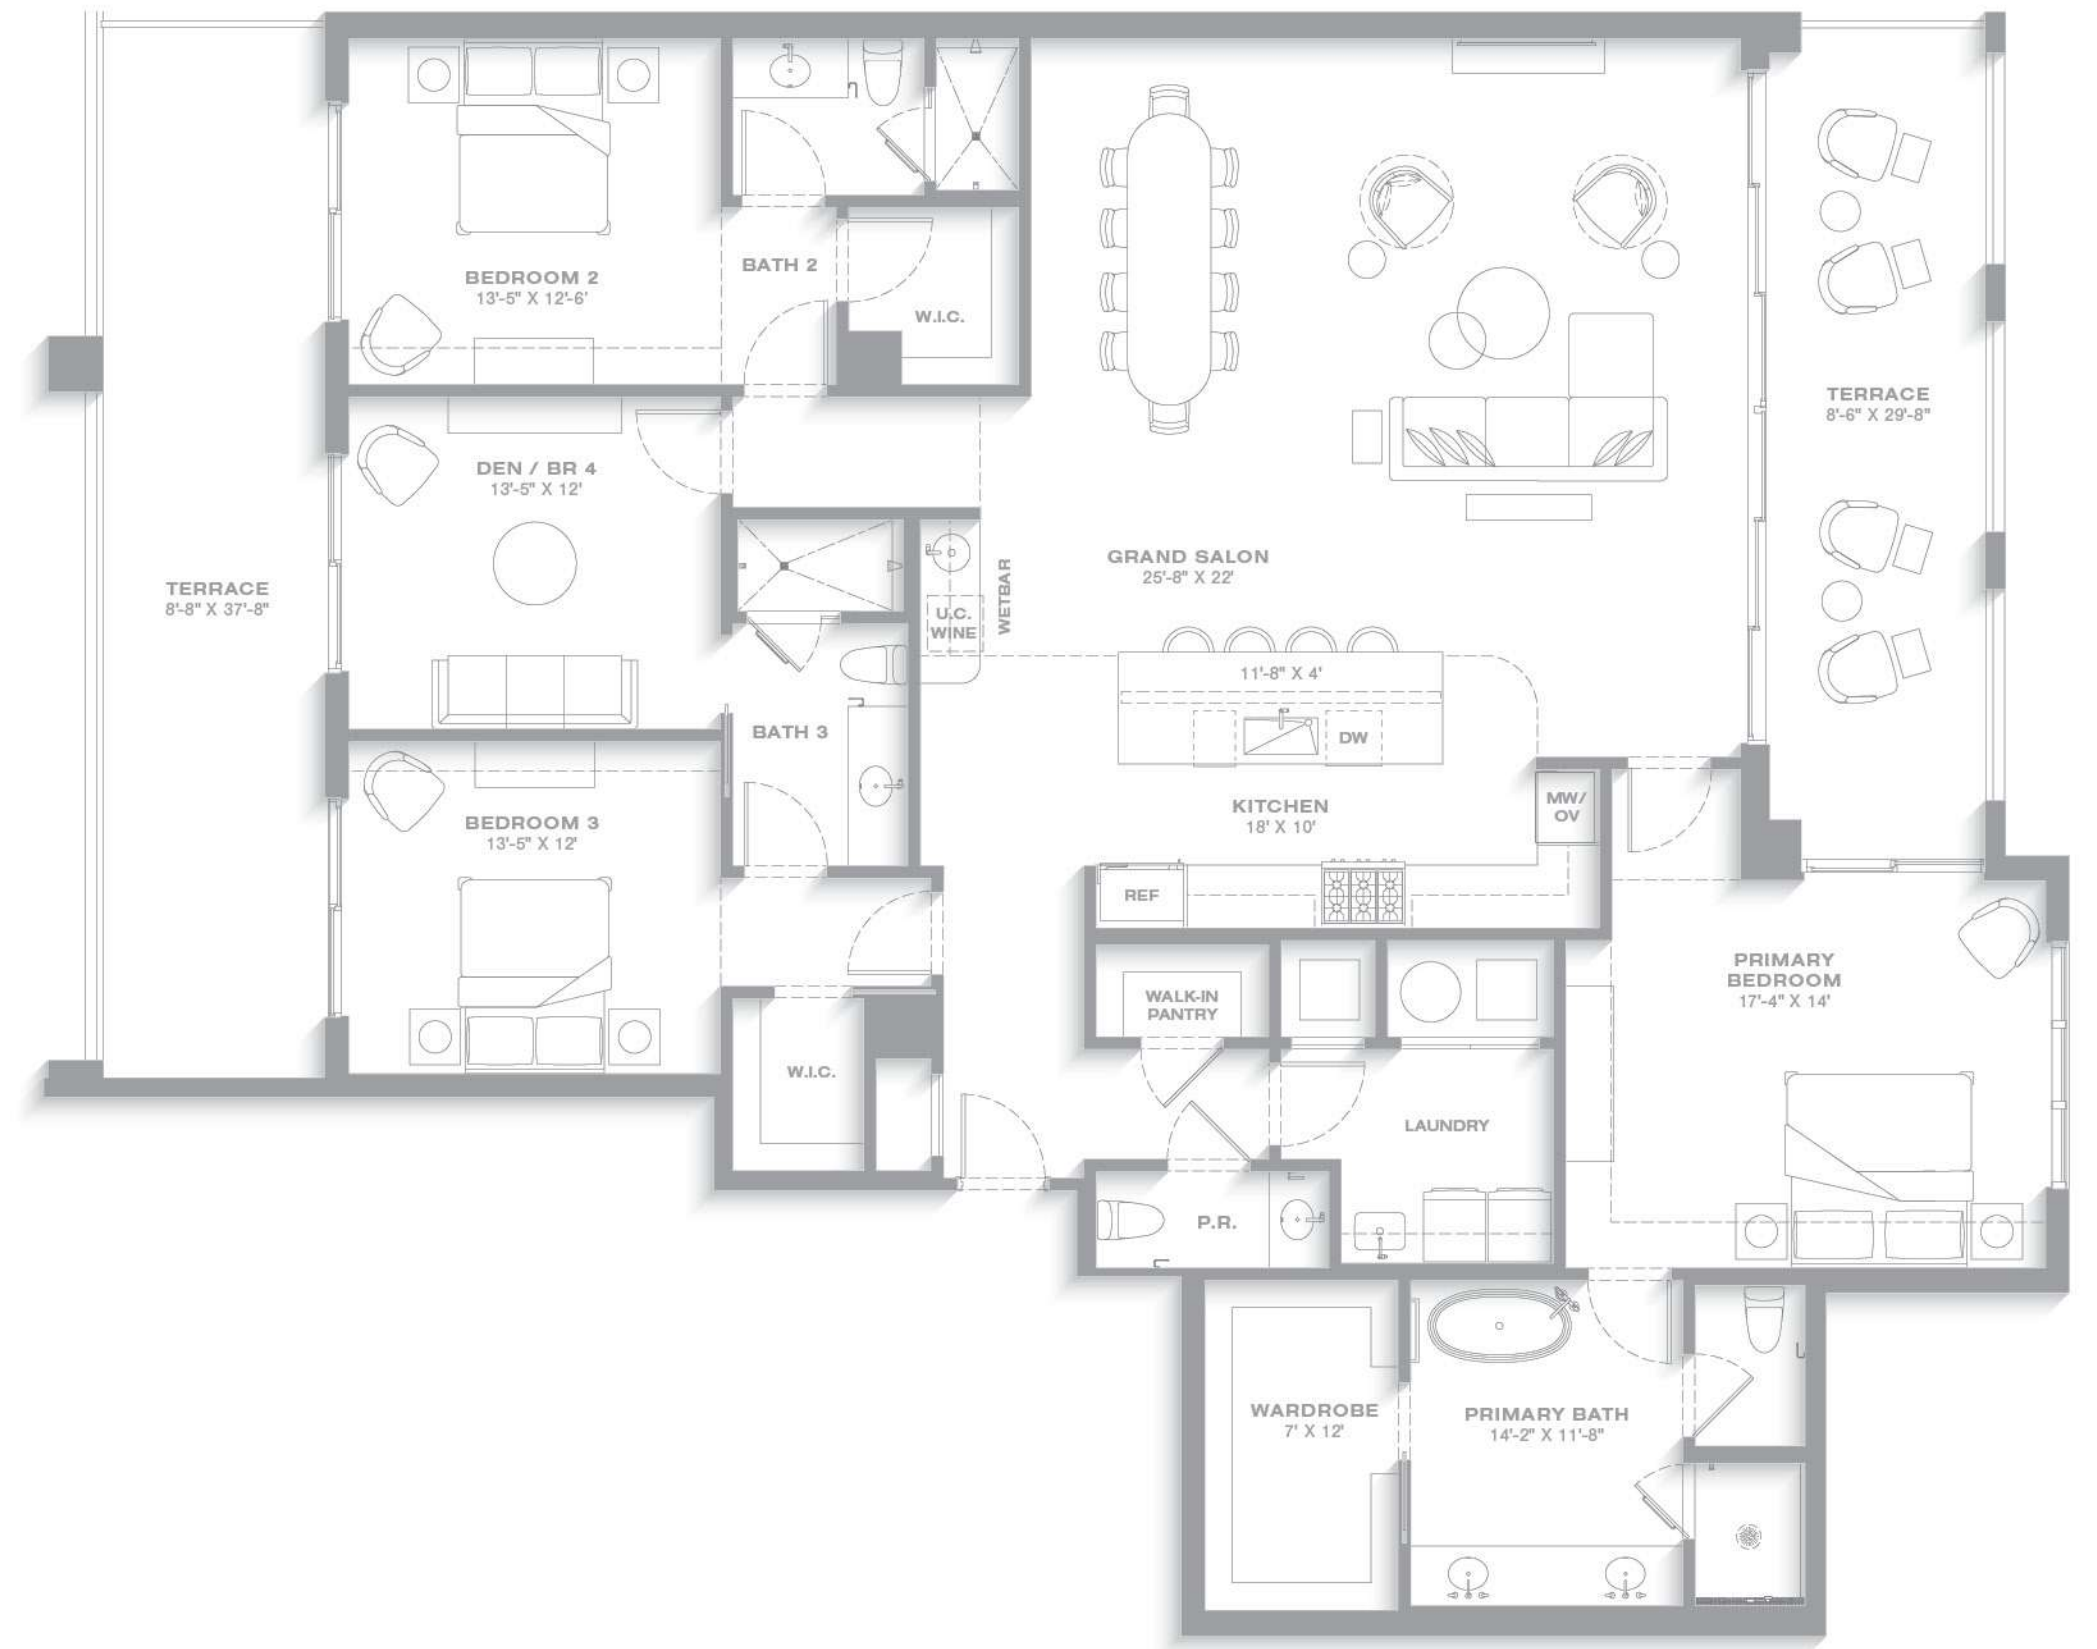 BEDROOM 2
13'-5" X 12'-6'
BATH 2
W.I.C.
TERRACE
8'-6" X 29'-8"
DEN / BR 4
13'-5" X 12'
GRAND SALON
25'-8" X 22'
WETBAR
U.C.
WINE
TERRACE
8'-8" X 37'-8"
11'-8" X 4'
DW
BATH 3
KITCHEN
18' X 10'
MW/
OV
BEDROOM 3
13'-5" X 12'
REF
PRIMARY
BEDROOM
17'-4" X 14'
WALK-IN
PANTRY
W.I.C.
LAUNDRY
P.R.
WARDROBE
7' X 12'
PRIMARY BATH
14'-2" X 11'-8"